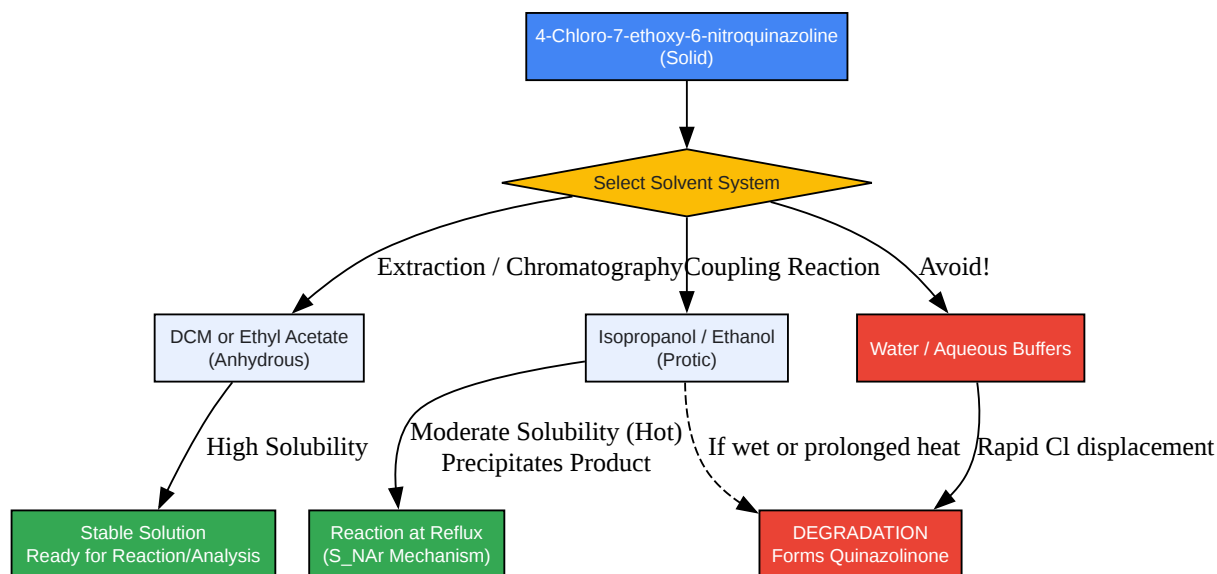 4-Chloro-7-ethoxy-6-nitroquinazoline
(Solid)
Select Solvent System
Extraction / Chromatography
Coupling Reaction
Avoid!
DCM or Ethyl Acetate
(Anhydrous)
Isopropanol / Ethanol
(Protic)
Water / Aqueous Buffers
High Solubility
Moderate Solubility (Hot)
Precipitates Product
If wet or prolonged heat
Rapid Cl displacement
Stable Solution
Ready for Reaction/Analysis
Reaction at Reflux
(S_NAr Mechanism)
DEGRADATION
Forms Quinazolinone